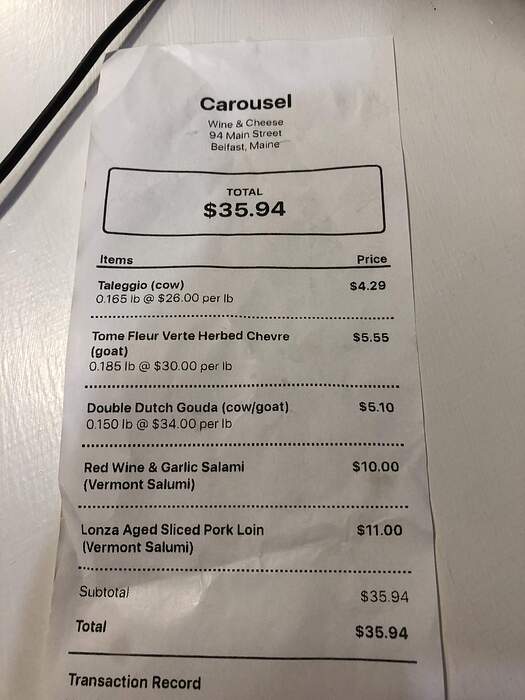 Carousel
Wine & Cheese
94 Main Street
Belfast, Maine
TOTAL
$35.94
Items Price
Taleggio (cow) $4.29
0.165 lb @ $26.00 per lb
Tome Fleur Verte Herbed Chevre $5.55
(goat)
0.185 lb @ $30.00 per lb
Double Dutch Gouda (cow/goat) $5.10
0.150 lb @ $34.00 per lb
Red Wine & Garlic Salami $10.00
(Vermont Salumi)
Lonza Aged Sliced Pork Loin $11.00
(Vermont Salumi)
Subtotal $35.94
Total $35.94
Transaction Record